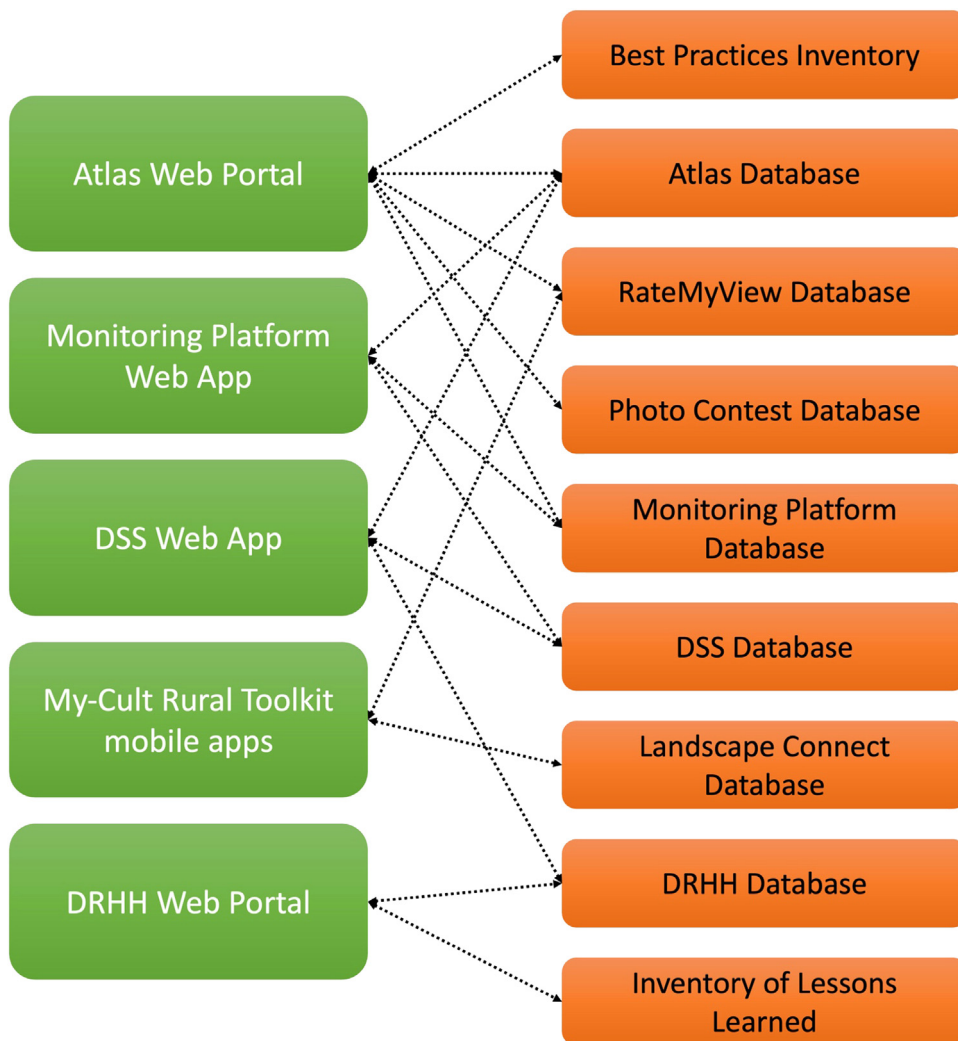 Atlas Web Portal
Monitoring Platform
Web App
DSS Web App
My-Cult Rural Toolkit
mobile apps
DRHH Web Portal
Best Practices Inventory
Atlas Database
RateMyView Database
Photo Contest Database
Monitoring Platform
Database
DSS Database
Landscape Connect
Database
DRHH Database
Inventory of Lessons
Learned